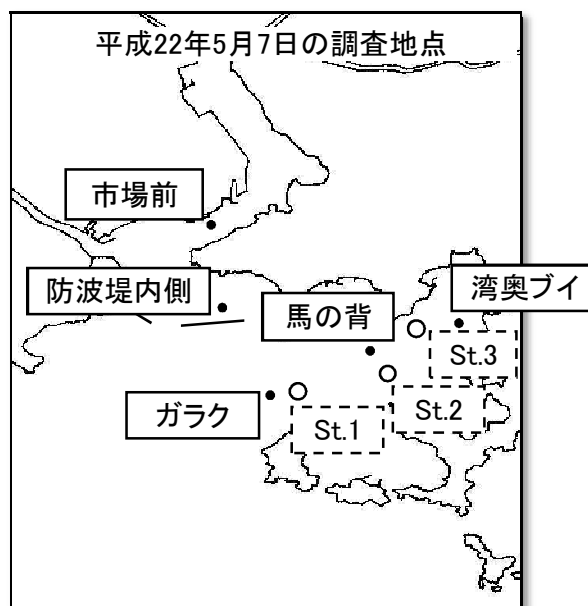 平成22年5月7日の調査地点
市場前
防波堤内側
湾奥ブイ
馬の背
St.3
ガラク
St.2
St.1